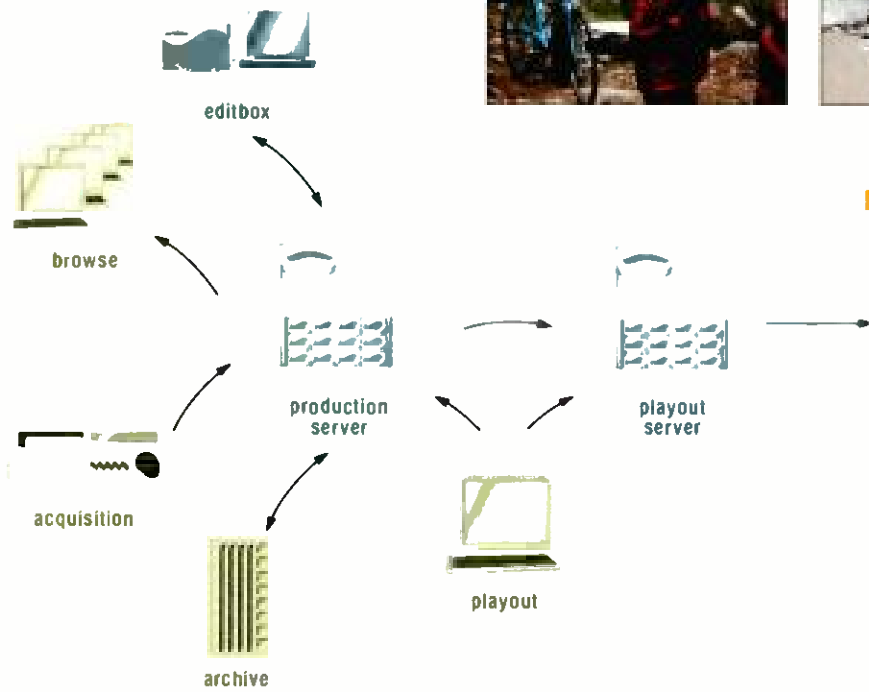 editbox
browse
production
server
playout
server
acquisition
playout
archive